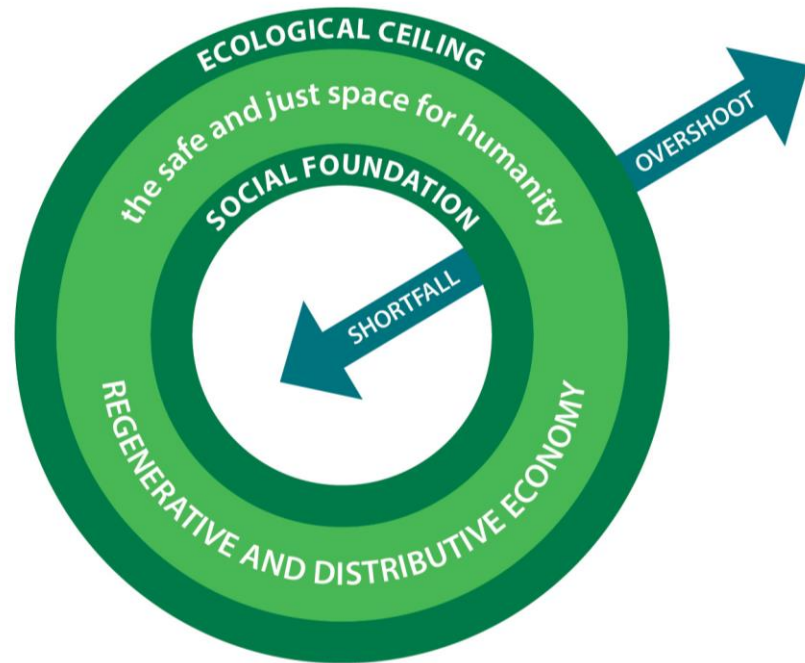 ECOLOGICAL CEILING
the safe and just space for humanity
SOCIAL FOUNDATION
OVERSHOOT
SHORTFALL
REGENERATIVE AND DISTRIBUTIVE ECONOMY